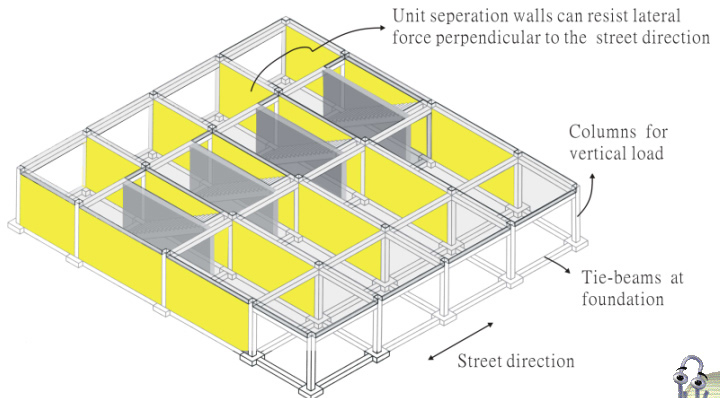 Unit seperation walls can resist lateral
force perpendicular to the street direction
Columns for
vertical load
Tie-beams at
foundation
Street direction